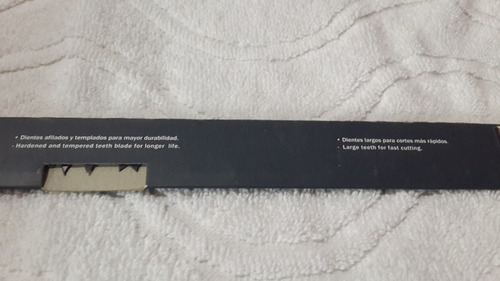 • Dientes afilados y templados para mayor durabilidad.
- Hardened and tempered teeth blade for longer life.
• Dientes largos para cortes más rápidos.
- Large teeth for fast cutting.